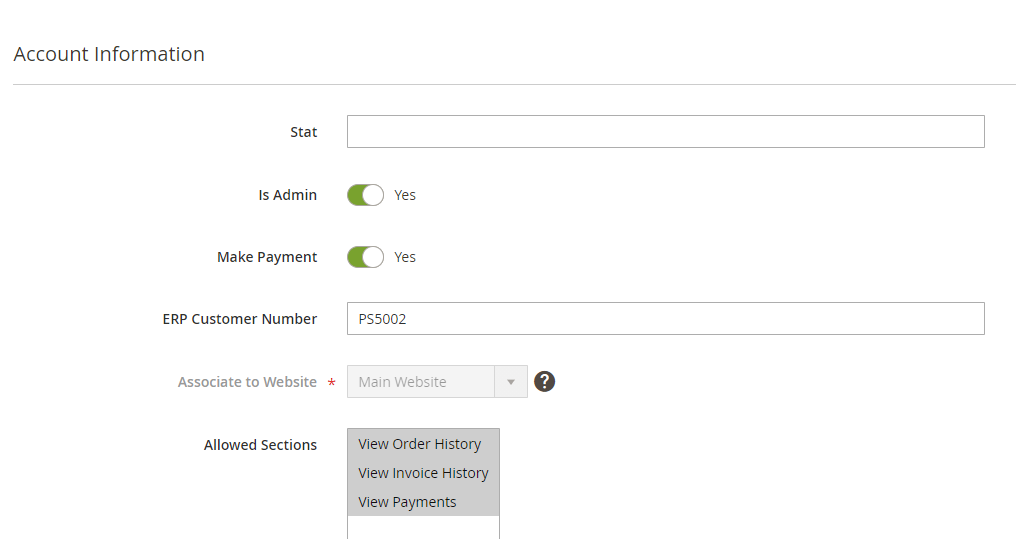 Account Information
Stat
Is Admin Yes
Make Payment Yes
ERP Customer Number PS5002
Associate to Website * Main Website ?
Allowed Sections View Order History
View Invoice History
View Payments